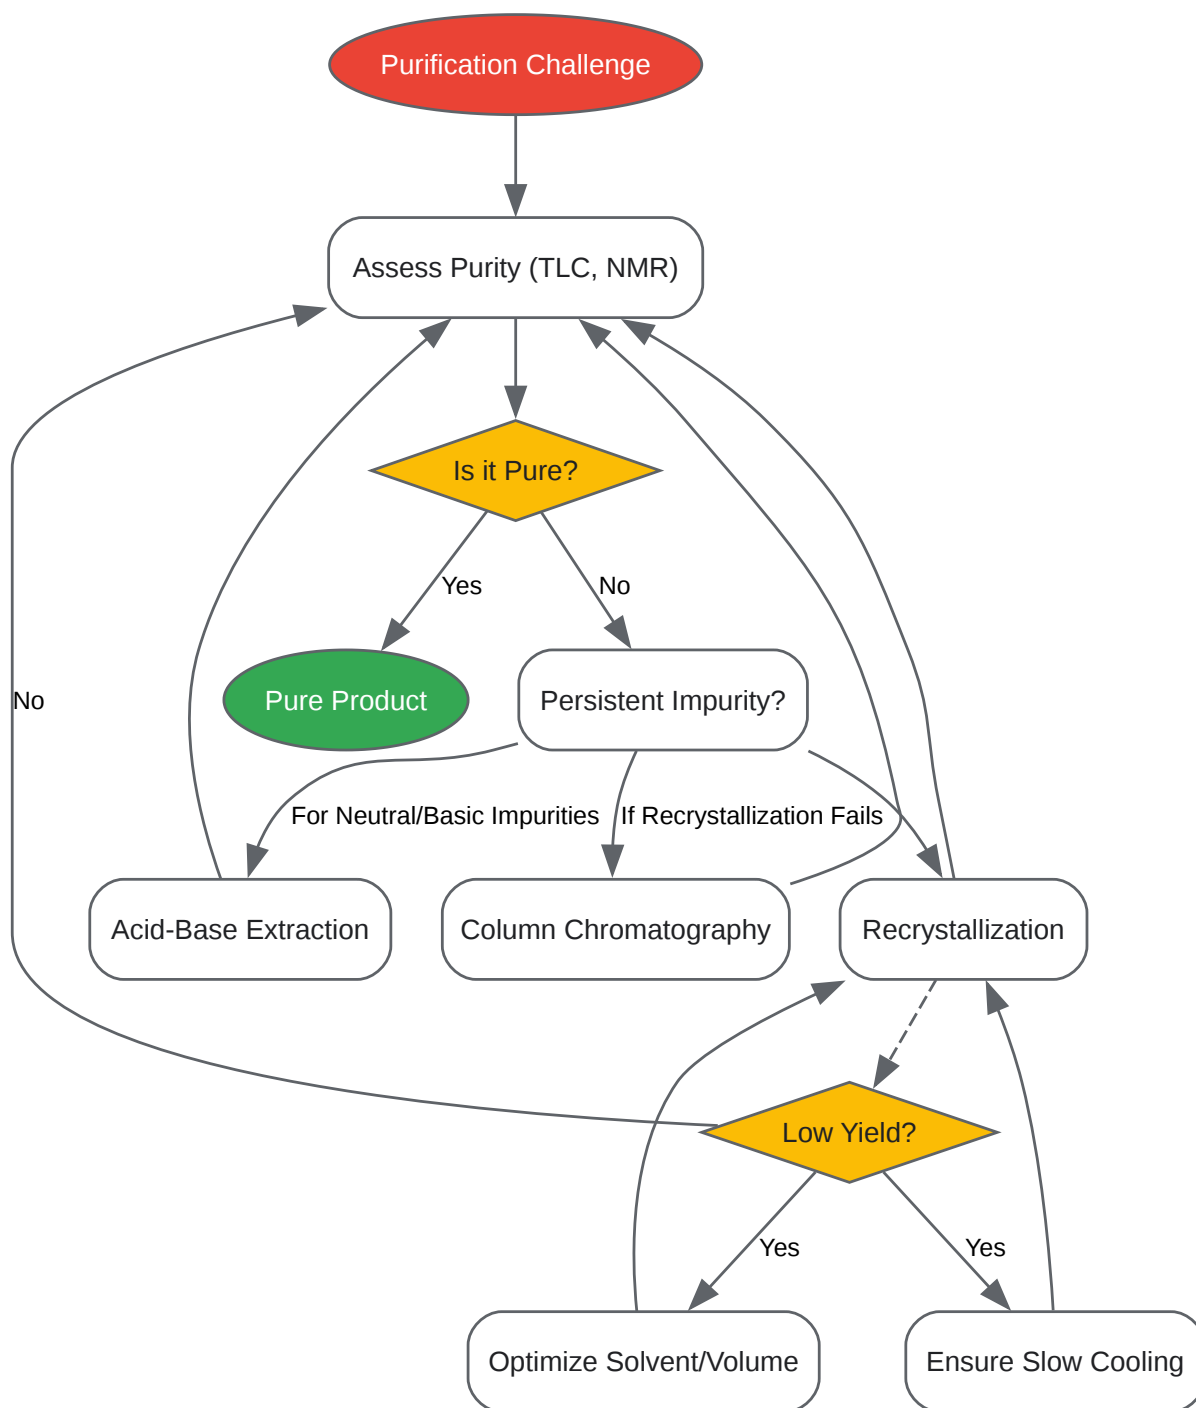 Purification Challenge
Assess Purity (TLC, NMR)
Is it Pure?
Yes
No
Pure Product
Persistent Impurity?
No
For Neutral/Basic Impurities
If Recrystallization Fails
Acid-Base Extraction
Column Chromatography
Recrystallization
Low Yield?
Yes
Yes
Optimize Solvent/Volume
Ensure Slow Cooling